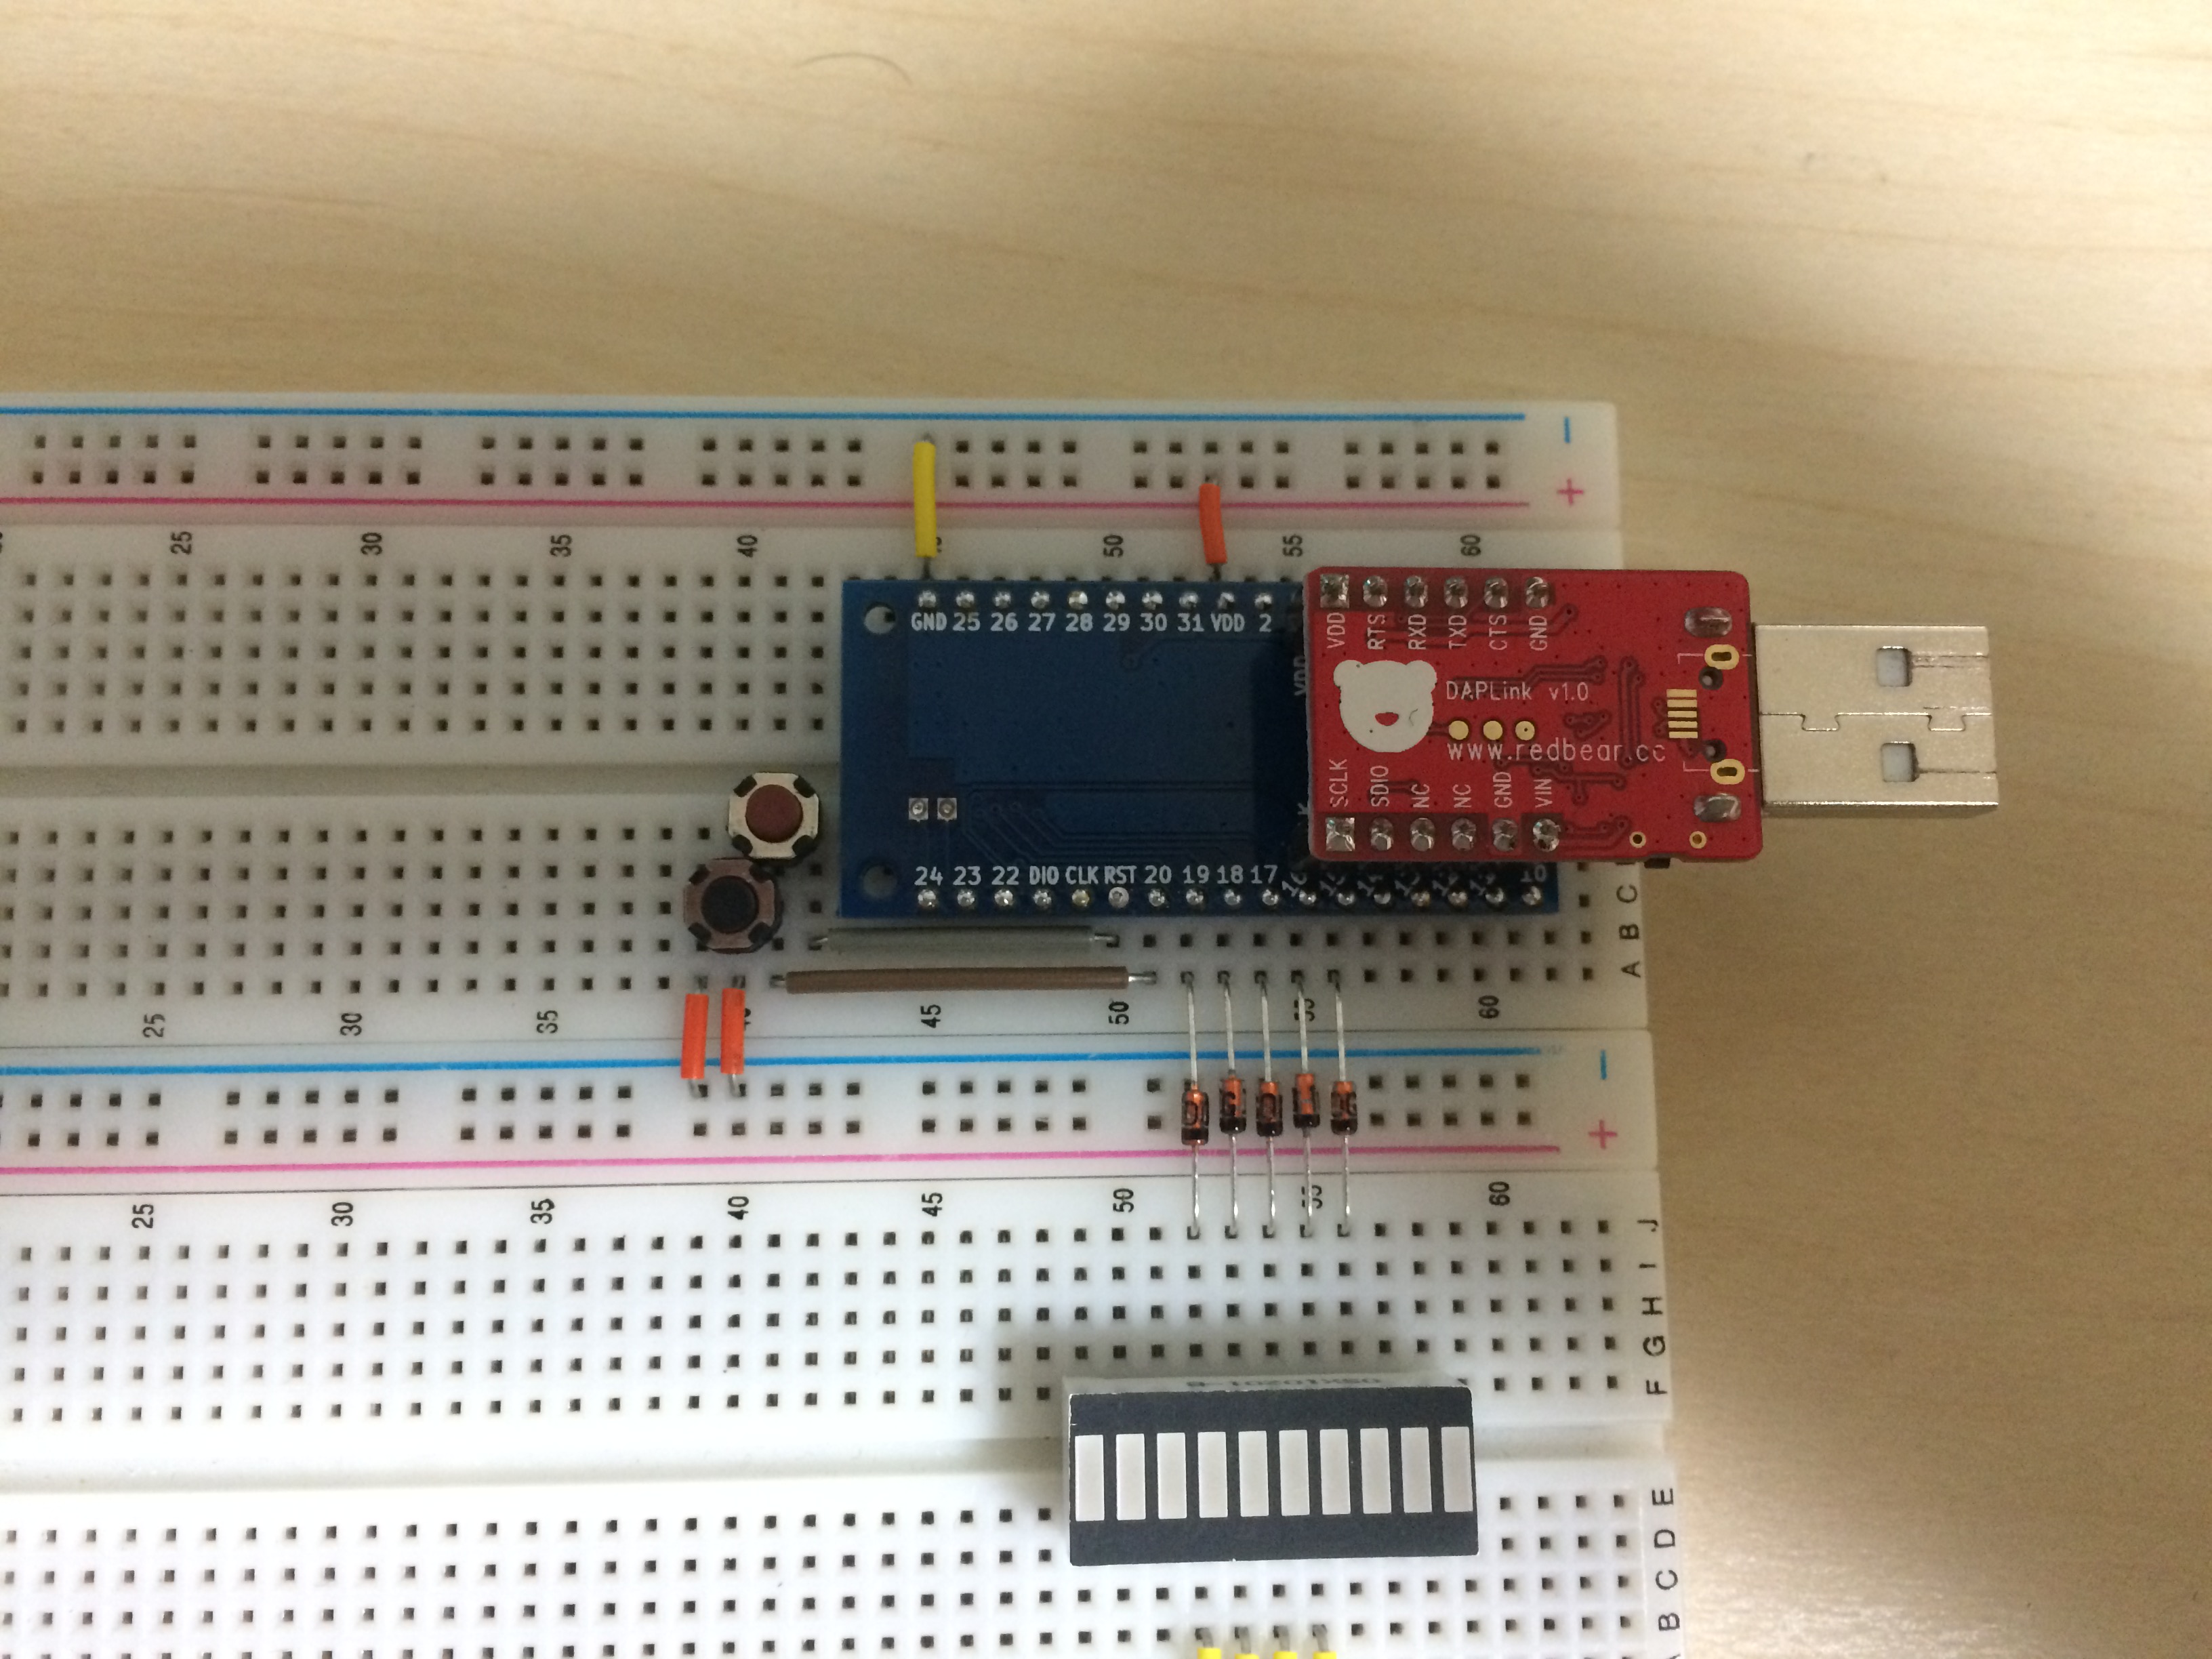 −
+
25 30 35 40 50 55 60
GND 25 26 27 28 29 30 31 VDD 2
VDD RTS RXD TXD CTS GND
VDD
DAPLink v1.0
www.redbear.cc
SCLK SDIO NC NC GND VIN
24 23 22 DIO CLK RST 20 19 18 17
C
B
A
25 30 35 45 50 60
−
+
25 30 35 40 45 50 55 60
J
I
H
G
F
OSX10201-B
E
D
C
B